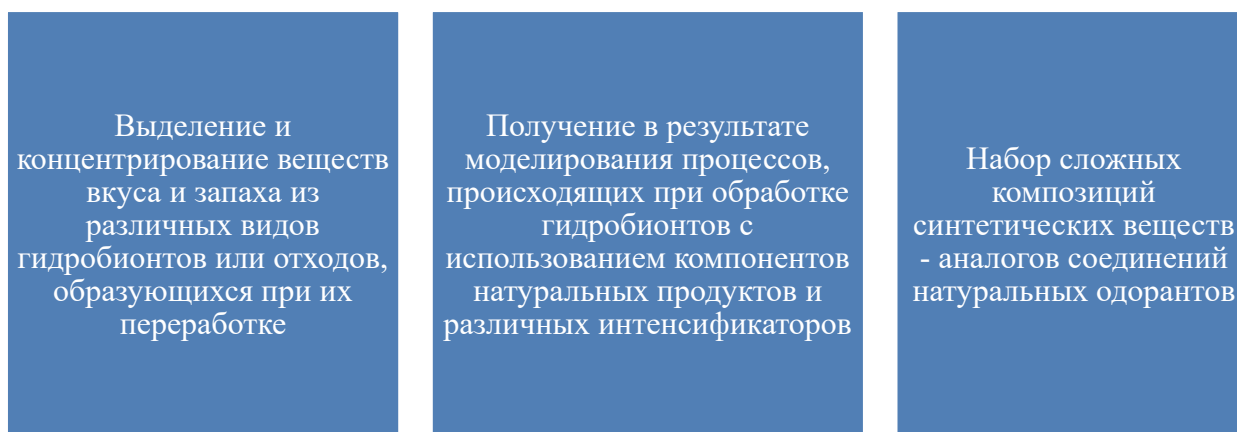 Выделение и
концентрирование веществ
вкуса и запаха из
различных видов
гидробионтов или отходов,
образующихся при их
переработке
Получение в результате
моделирования процессов,
происходящих при обработке
гидробионтов с
использованием компонентов
натуральных продуктов и
различных интенсификаторов
Набор сложных
композиций
синтетических веществ
- аналогов соединений
натуральных одорантов